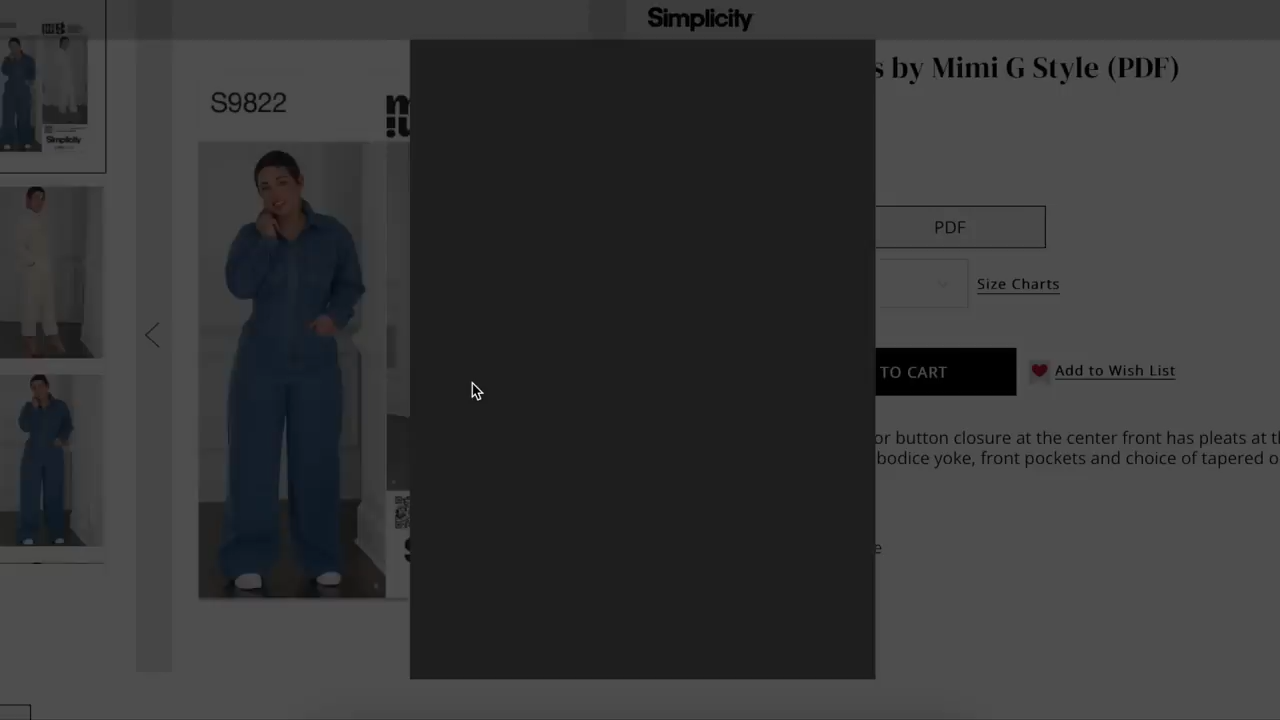 Simplicity
s by Mimi G Style (PDF)
S9822
PDF
Size Charts
TO CART
Add to Wish List
or button closure at the center front has pleats at t
bodice yoke, front pockets and choice of tapered o
e
Simplicity